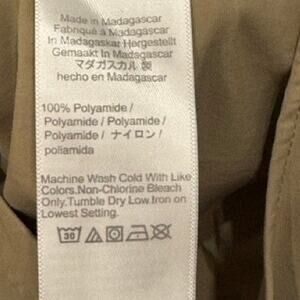 Made in Madagascar
Fabriqué à Madagascar
In Madagaskar Hergestellt
Gemaakt In Madagascar
マダガスカル 製
hecho en Madagascar
100% Polyamide /
Polyamide / Polyamide /
Polyamide / ナイロン /
poliamida
Machine Wash Cold With Like
Colors.Non-Chlorine Bleach
Only.Tumble Dry Low.Iron on
Lowest Setting.
30